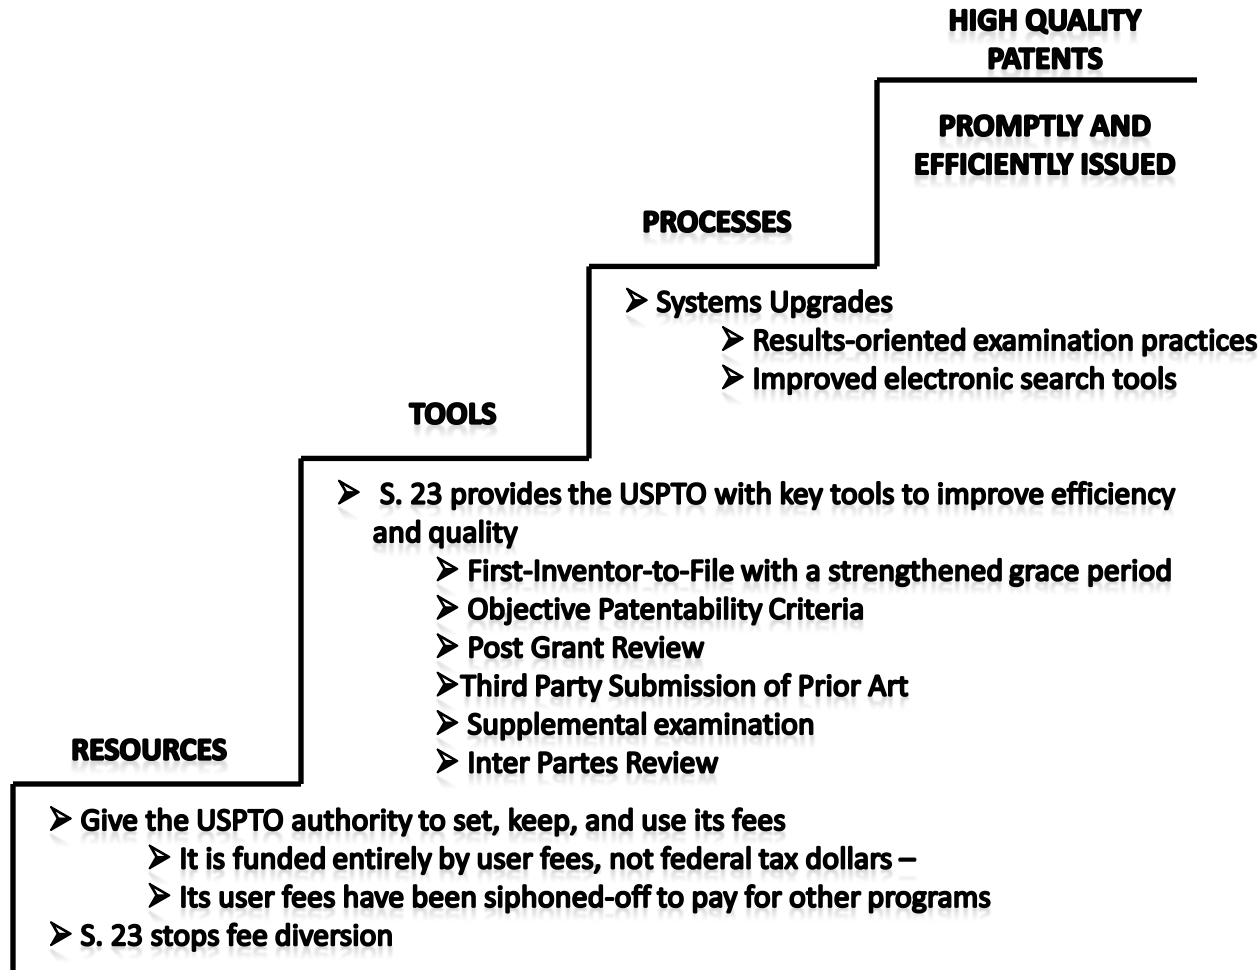 HIGH QUALITY
PATENTS
PROMPTLY AND
EFFICIENTLY ISSUED
PROCESSES
Systems Upgrades
Results-oriented examination practices
Improved electronic search tools
TOOLS
S. 23 provides the USPTO with key tools to improve efficiency
and quality
First-Inventor-to-File with a strengthened grace period
Objective Patentability Criteria
Post Grant Review
Third Party Submission of Prior Art
Supplemental examination
Inter Partes Review
RESOURCES
Give the USPTO authority to set, keep, and use its fees
It is funded entirely by user fees, not federal tax dollars –
Its user fees have been siphoned-off to pay for other programs
S. 23 stops fee diversion